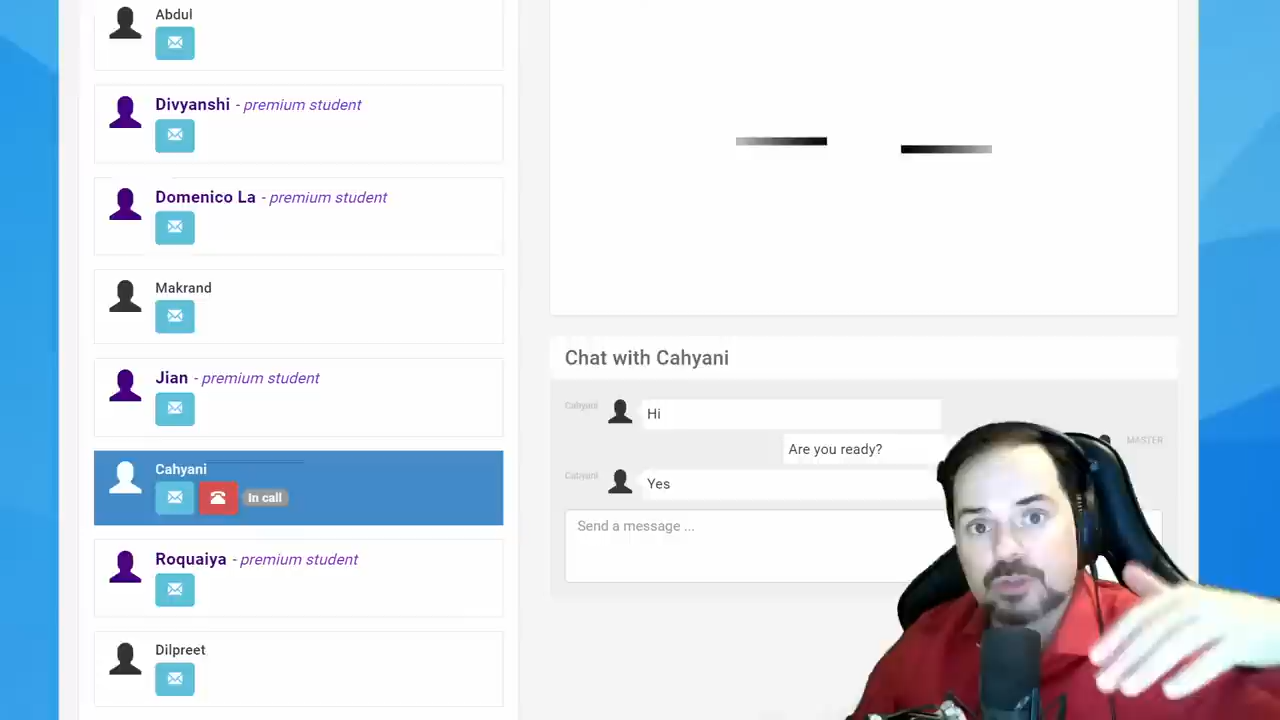 Abdul
Divyanshi - premium student
Domenico La - premium student
Makrand
Jian - premium student
Cahyani
In call
Roquaiya - premium student
Dilpreet
Chat with Cahyani
Cahyani
Hi
Are you ready?
MASTER
Cahyani
Yes
Send a message ...